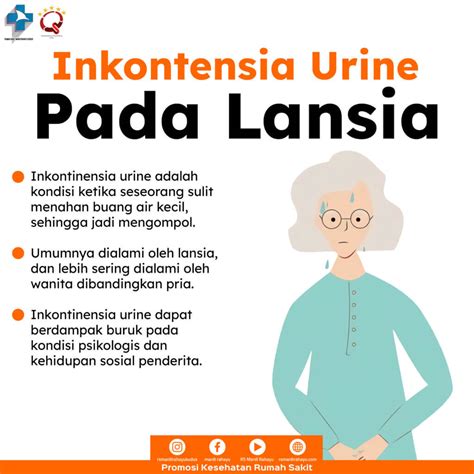 Inkontensia Urine
Pada Lansia
Inkontinensia urine adalah
kondisi ketika seseorang sulit
menahan buang air kecil,
sehingga jadi mengompol.
Umumnya dialami oleh lansia,
dan lebih sering dialami oleh
wanita dibandingkan pria.
Inkontinensia urine dapat
berdampak buruk pada
kondisi psikologis dan
kehidupan sosial penderita.
Promosi Kesehatan Rumah Sakit